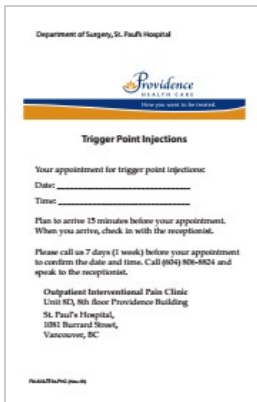 Department of Surgery, St. Paul's Hospital
Providence
HEALTH CARE
How you want to be treated.
Trigger Point Injections
Your appointment for trigger point injections:
Date:
Time:
Plan to arrive 15 minutes before your appointment.
When you arrive, check in with the receptionist.
Please call us 7 days (1 week) before your appointment
to confirm the date and time. Call (604) 806-8824 and
speak to the receptionist.
Outpatient Interventional Pain Clinic
Unit 8D, 8th floor Providence Building
St. Paul's Hospital,
1081 Burrard Street,
Vancouver, BC